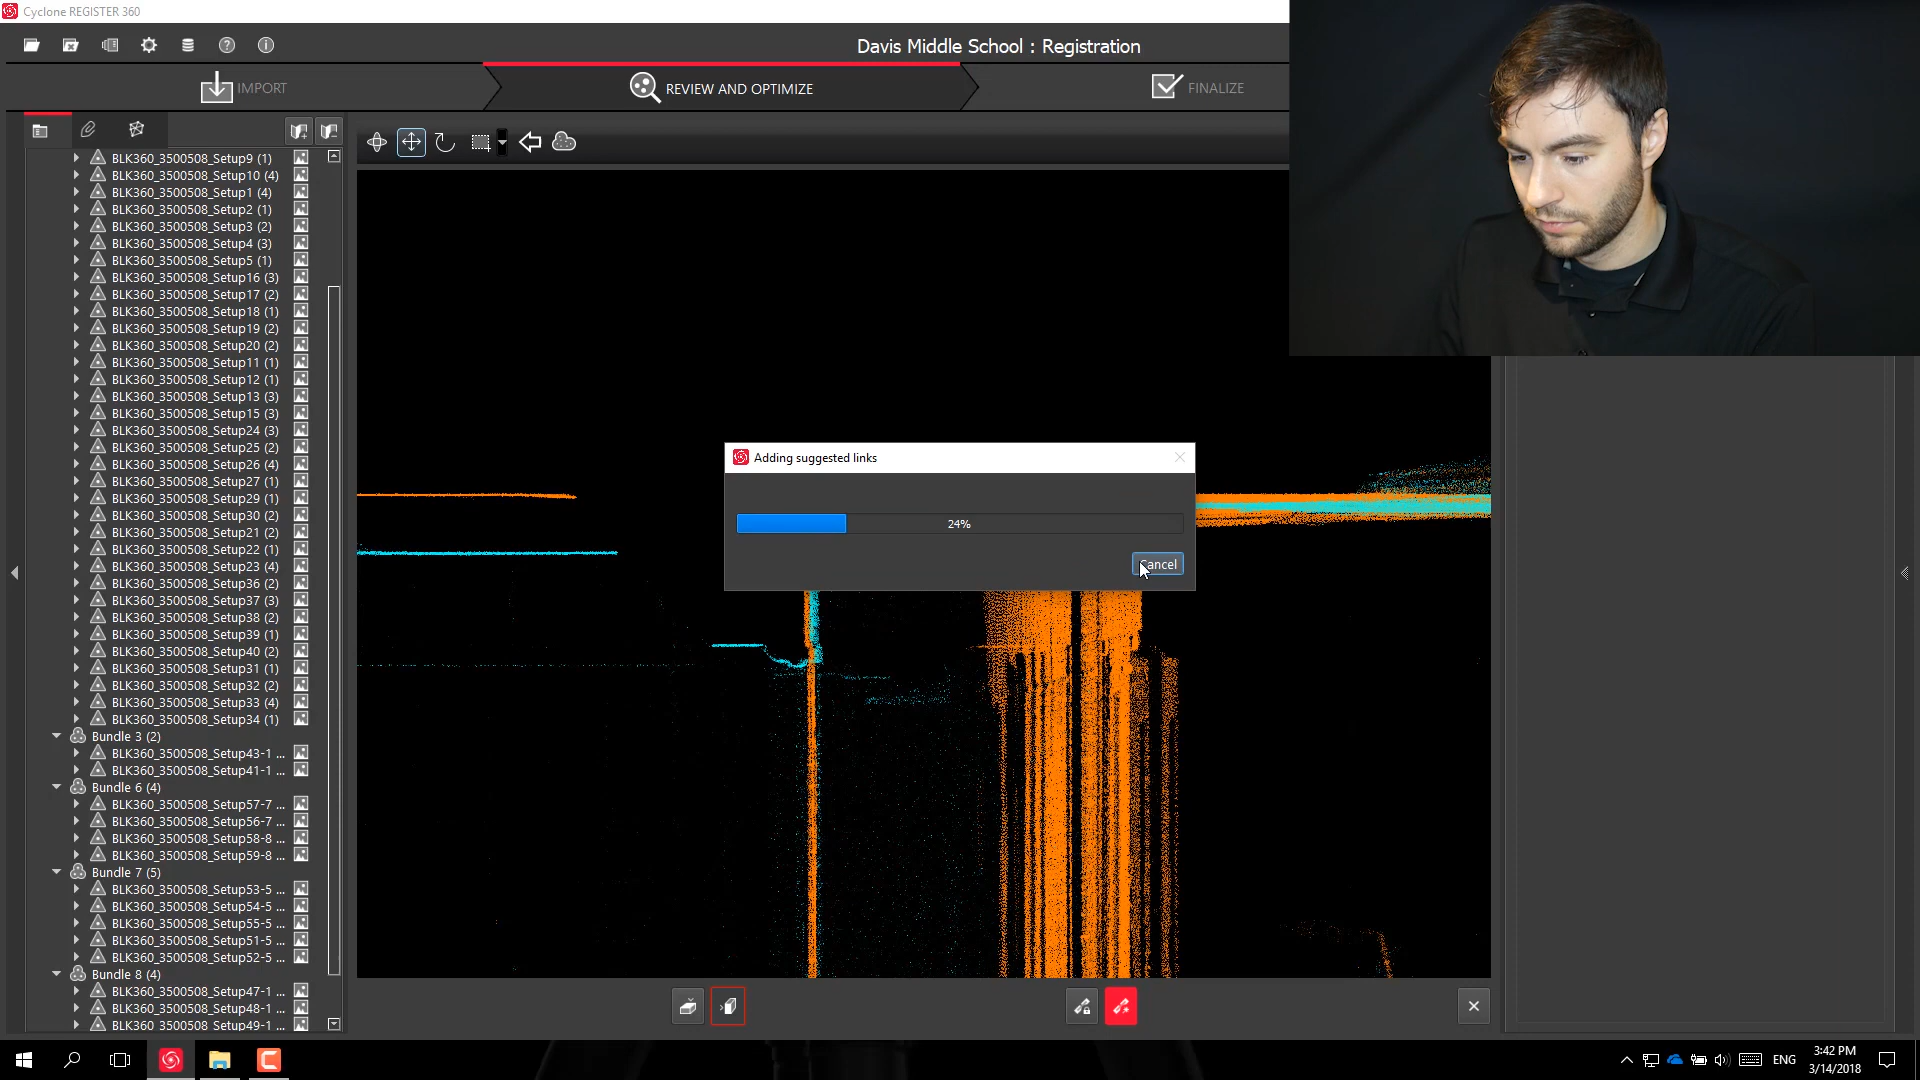 Cyclone REGISTER 360
Davis Middle School : Registration
IMPORT
REVIEW AND OPTIMIZE
FINALIZE
BLK360_3500508_Setup9 (1)
BLK360_3500508_Setup10 (4)
BLK360_3500508_Setup1 (4)
BLK360_3500508_Setup2 (1)
BLK360_3500508_Setup3 (2)
BLK360_3500508_Setup4 (3)
BLK360_3500508_Setup5 (1)
BLK360_3500508_Setup16 (3)
BLK360_3500508_Setup17 (2)
BLK360_3500508_Setup18 (1)
BLK360_3500508_Setup19 (2)
BLK360_3500508_Setup20 (2)
BLK360_3500508_Setup11 (1)
BLK360_3500508_Setup12 (1)
BLK360_3500508_Setup13 (3)
BLK360_3500508_Setup15 (3)
BLK360_3500508_Setup24 (3)
BLK360_3500508_Setup25 (2)
BLK360_3500508_Setup26 (4)
BLK360_3500508_Setup27 (1)
BLK360_3500508_Setup29 (1)
BLK360_3500508_Setup30 (2)
BLK360_3500508_Setup21 (2)
BLK360_3500508_Setup22 (1)
BLK360_3500508_Setup23 (4)
BLK360_3500508_Setup36 (2)
BLK360_3500508_Setup37 (3)
BLK360_3500508_Setup38 (2)
BLK360_3500508_Setup39 (1)
BLK360_3500508_Setup40 (2)
BLK360_3500508_Setup31 (1)
BLK360_3500508_Setup32 (2)
BLK360_3500508_Setup33 (4)
BLK360_3500508_Setup34 (1)
Bundle 3 (2)
BLK360_3500508_Setup43-1 ...
BLK360_3500508_Setup41-1 ...
Bundle 6 (4)
BLK360_3500508_Setup57-7 ...
BLK360_3500508_Setup56-7 ...
BLK360_3500508_Setup58-8 ...
BLK360_3500508_Setup59-8 ...
Bundle 7 (5)
BLK360_3500508_Setup53-5 ...
BLK360_3500508_Setup54-5 ...
BLK360_3500508_Setup55-5 ...
BLK360_3500508_Setup51-5 ...
BLK360_3500508_Setup52-5 ...
Bundle 8 (4)
BLK360_3500508_Setup47-1 ...
BLK360_3500508_Setup48-1 ...
BLK360_3500508_Setup49-1 ...
Adding suggested links
24%
Cancel
ENG
3:42 PM
3/14/2018